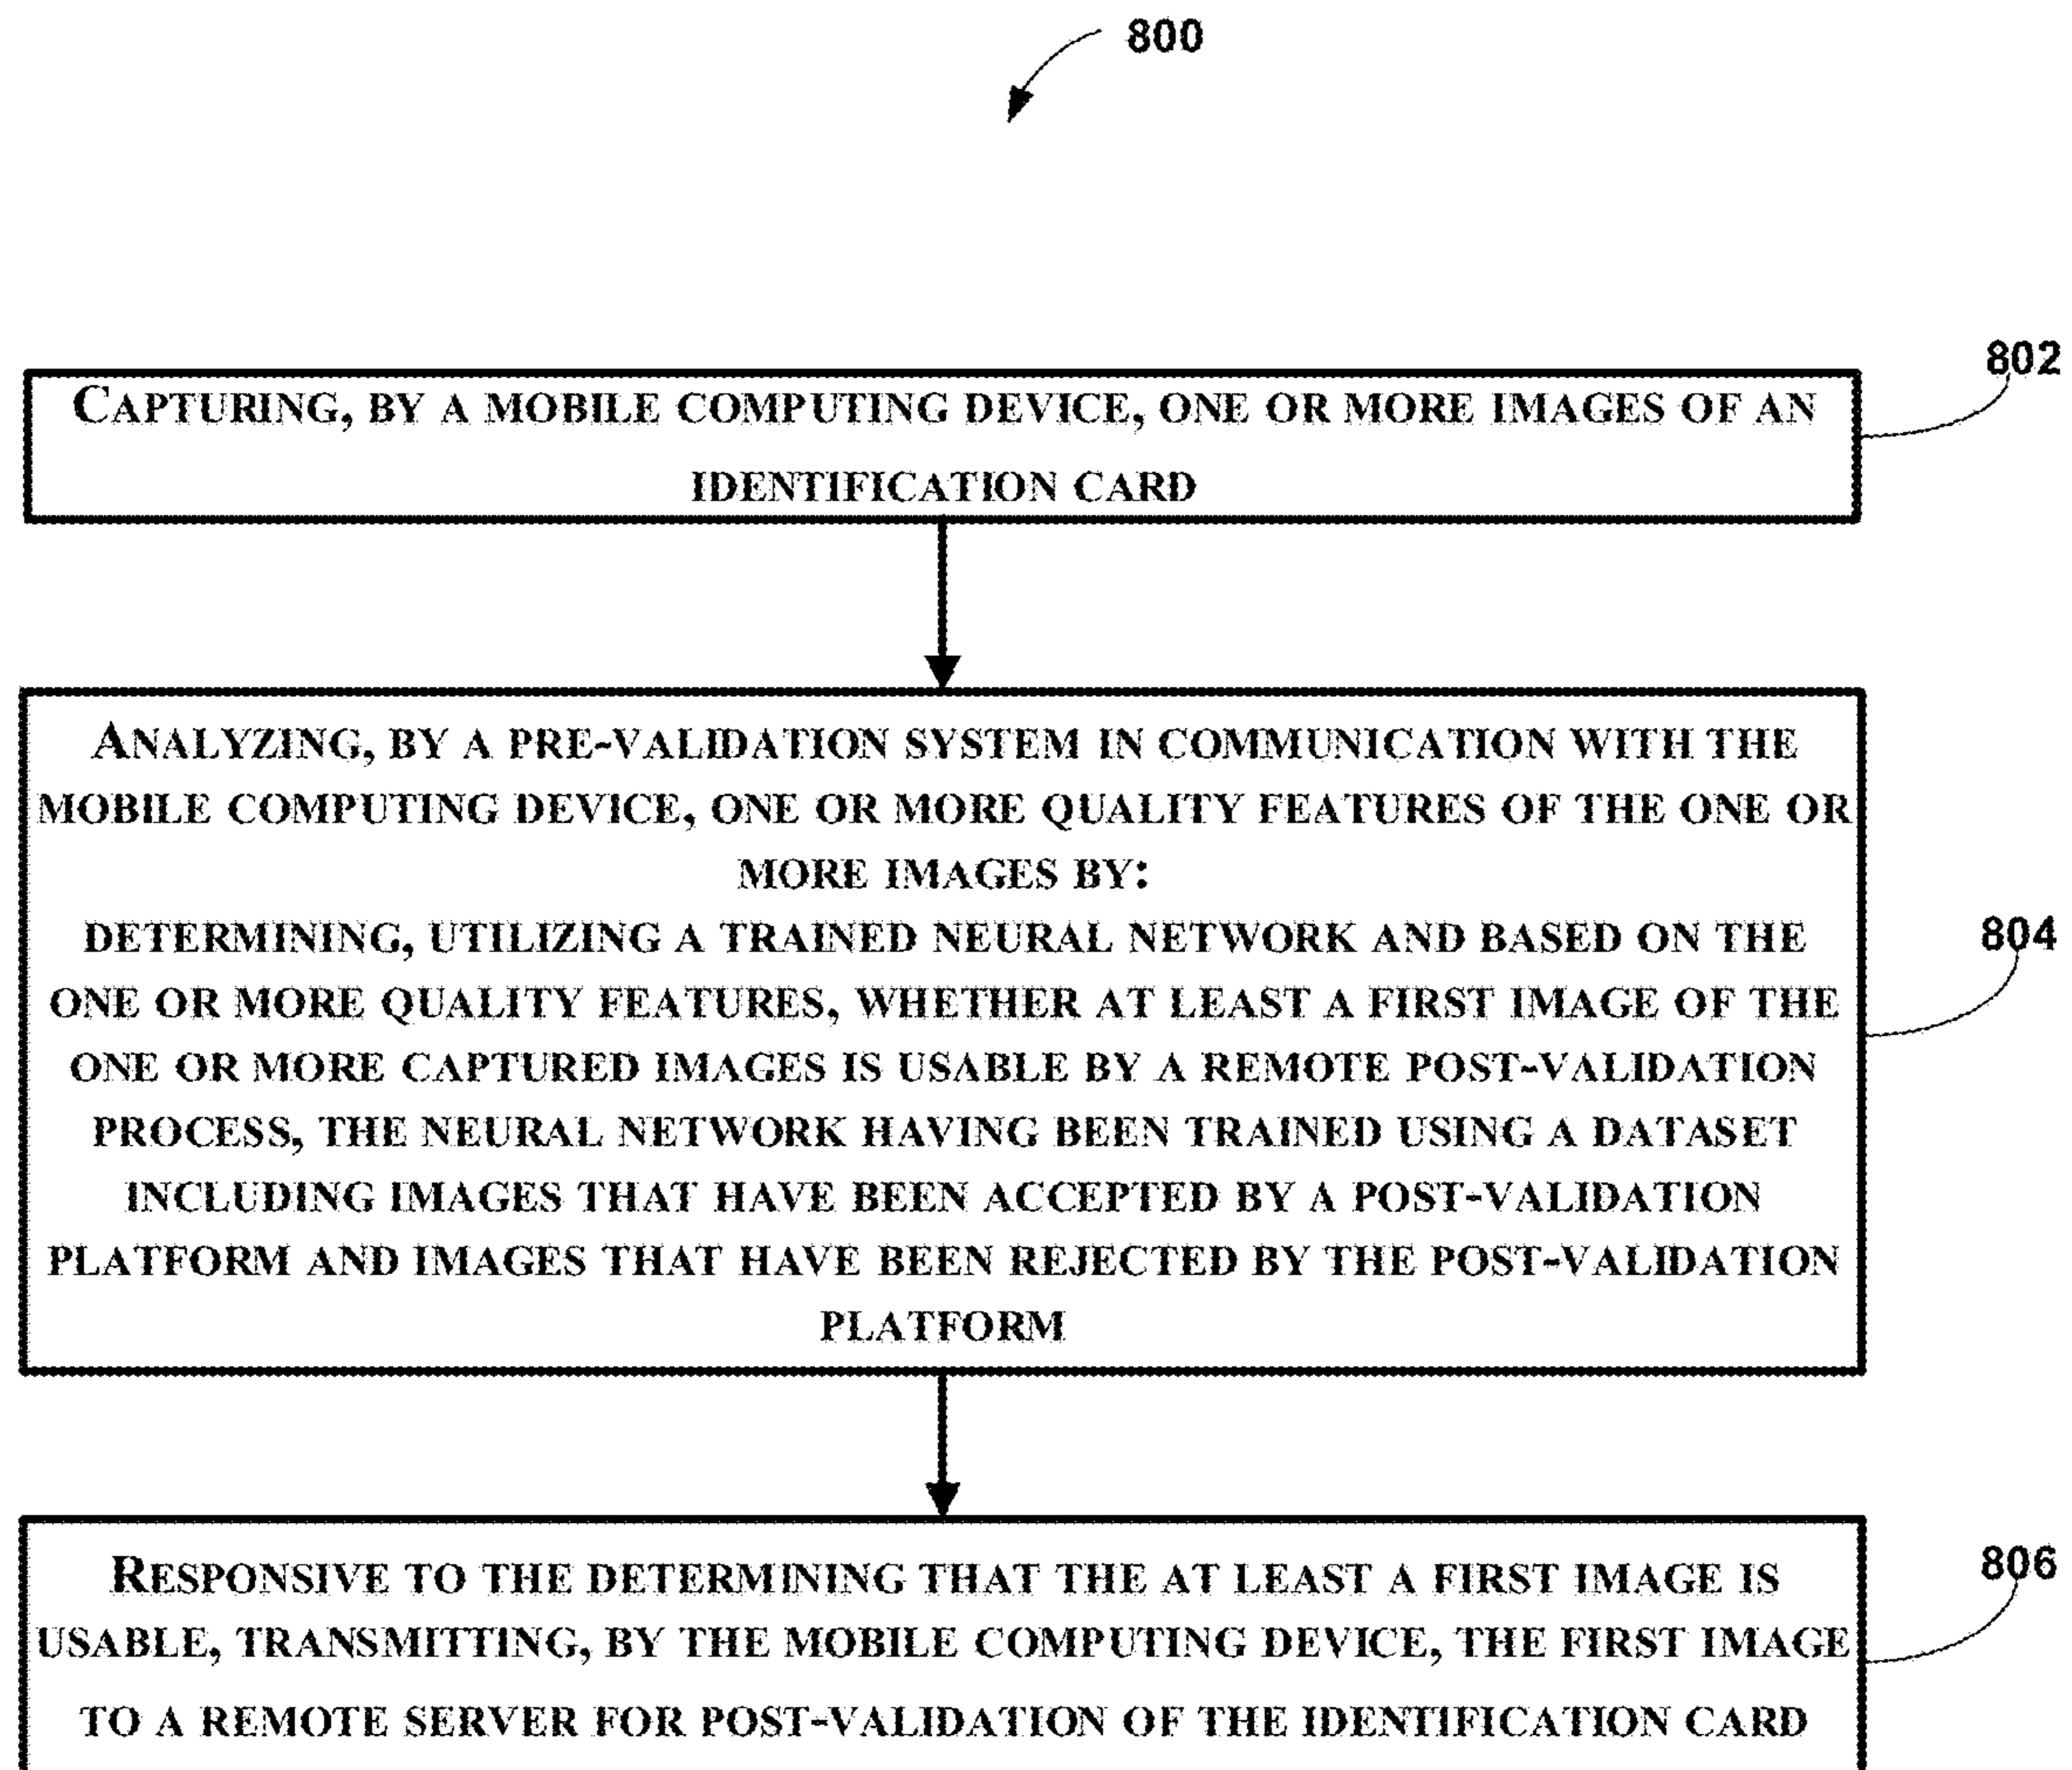 800
802
CAPTURING, BY A MOBILE COMPUTING DEVICE, ONE OR MORE IMAGES OF AN
IDENTIFICATION CARD
ANALYZING, BY A PRE-VALIDATION SYSTEM IN COMMUNICATION WITH THE
MOBILE COMPUTING DEVICE, ONE OR MORE QUALITY FEATURES OF THE ONE OR
MORE IMAGES BY:
DETERMINING, UTILIZING A TRAINED NEURAL NETWORK AND BASED ON THE
804
ONE OR MORE QUALITY FEATURES, WHETHER AT LEAST A FIRST IMAGE OF THE
ONE OR MORE CAPTURED IMAGES IS USABLE BY A REMOTE POST-VALIDATION
PROCESS, THE NEURAL NETWORK HAVING BEEN TRAINED USING A DATASET
INCLUDING IMAGES THAT HAVE BEEN ACCEPTED BY A POST-VALIDATION
PLATFORM AND IMAGES THAT HAVE BEEN REJECTED BY THE POST-VALIDATION
PLATFORM
806
RESPONSIVE TO THE DETERMINING THAT THE AT LEAST A FIRST IMAGE IS
USABLE, TRANSMITTING, BY THE MOBILE COMPUTING DEVICE, THE FIRST IMAGE
TO A REMOTE SERVER FOR POST-VALIDATION OF THE IDENTIFICATION CARD